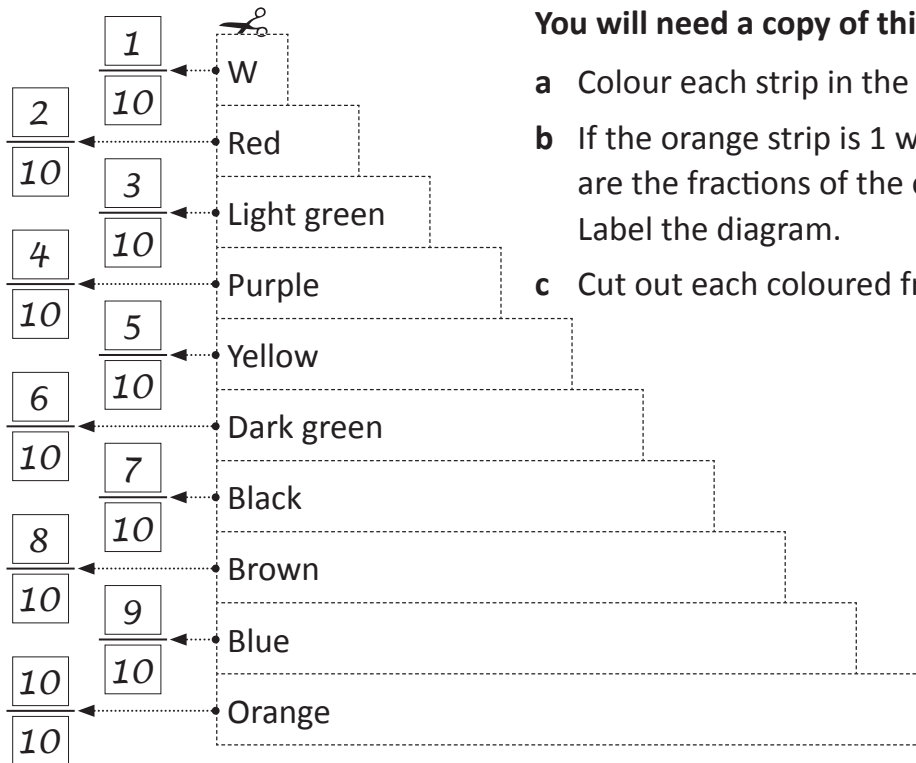 You will need a copy of thi
a Colour each strip in the
b If the orange strip is 1 w
are the fractions of the
Label the diagram.
c Cut out each coloured
1
10
W
2
10
Red
3
10
Light green
4
10
Purple
5
10
Yellow
6
10
Dark green
7
10
Black
8
10
Brown
9
10
Blue
10
10
Orange